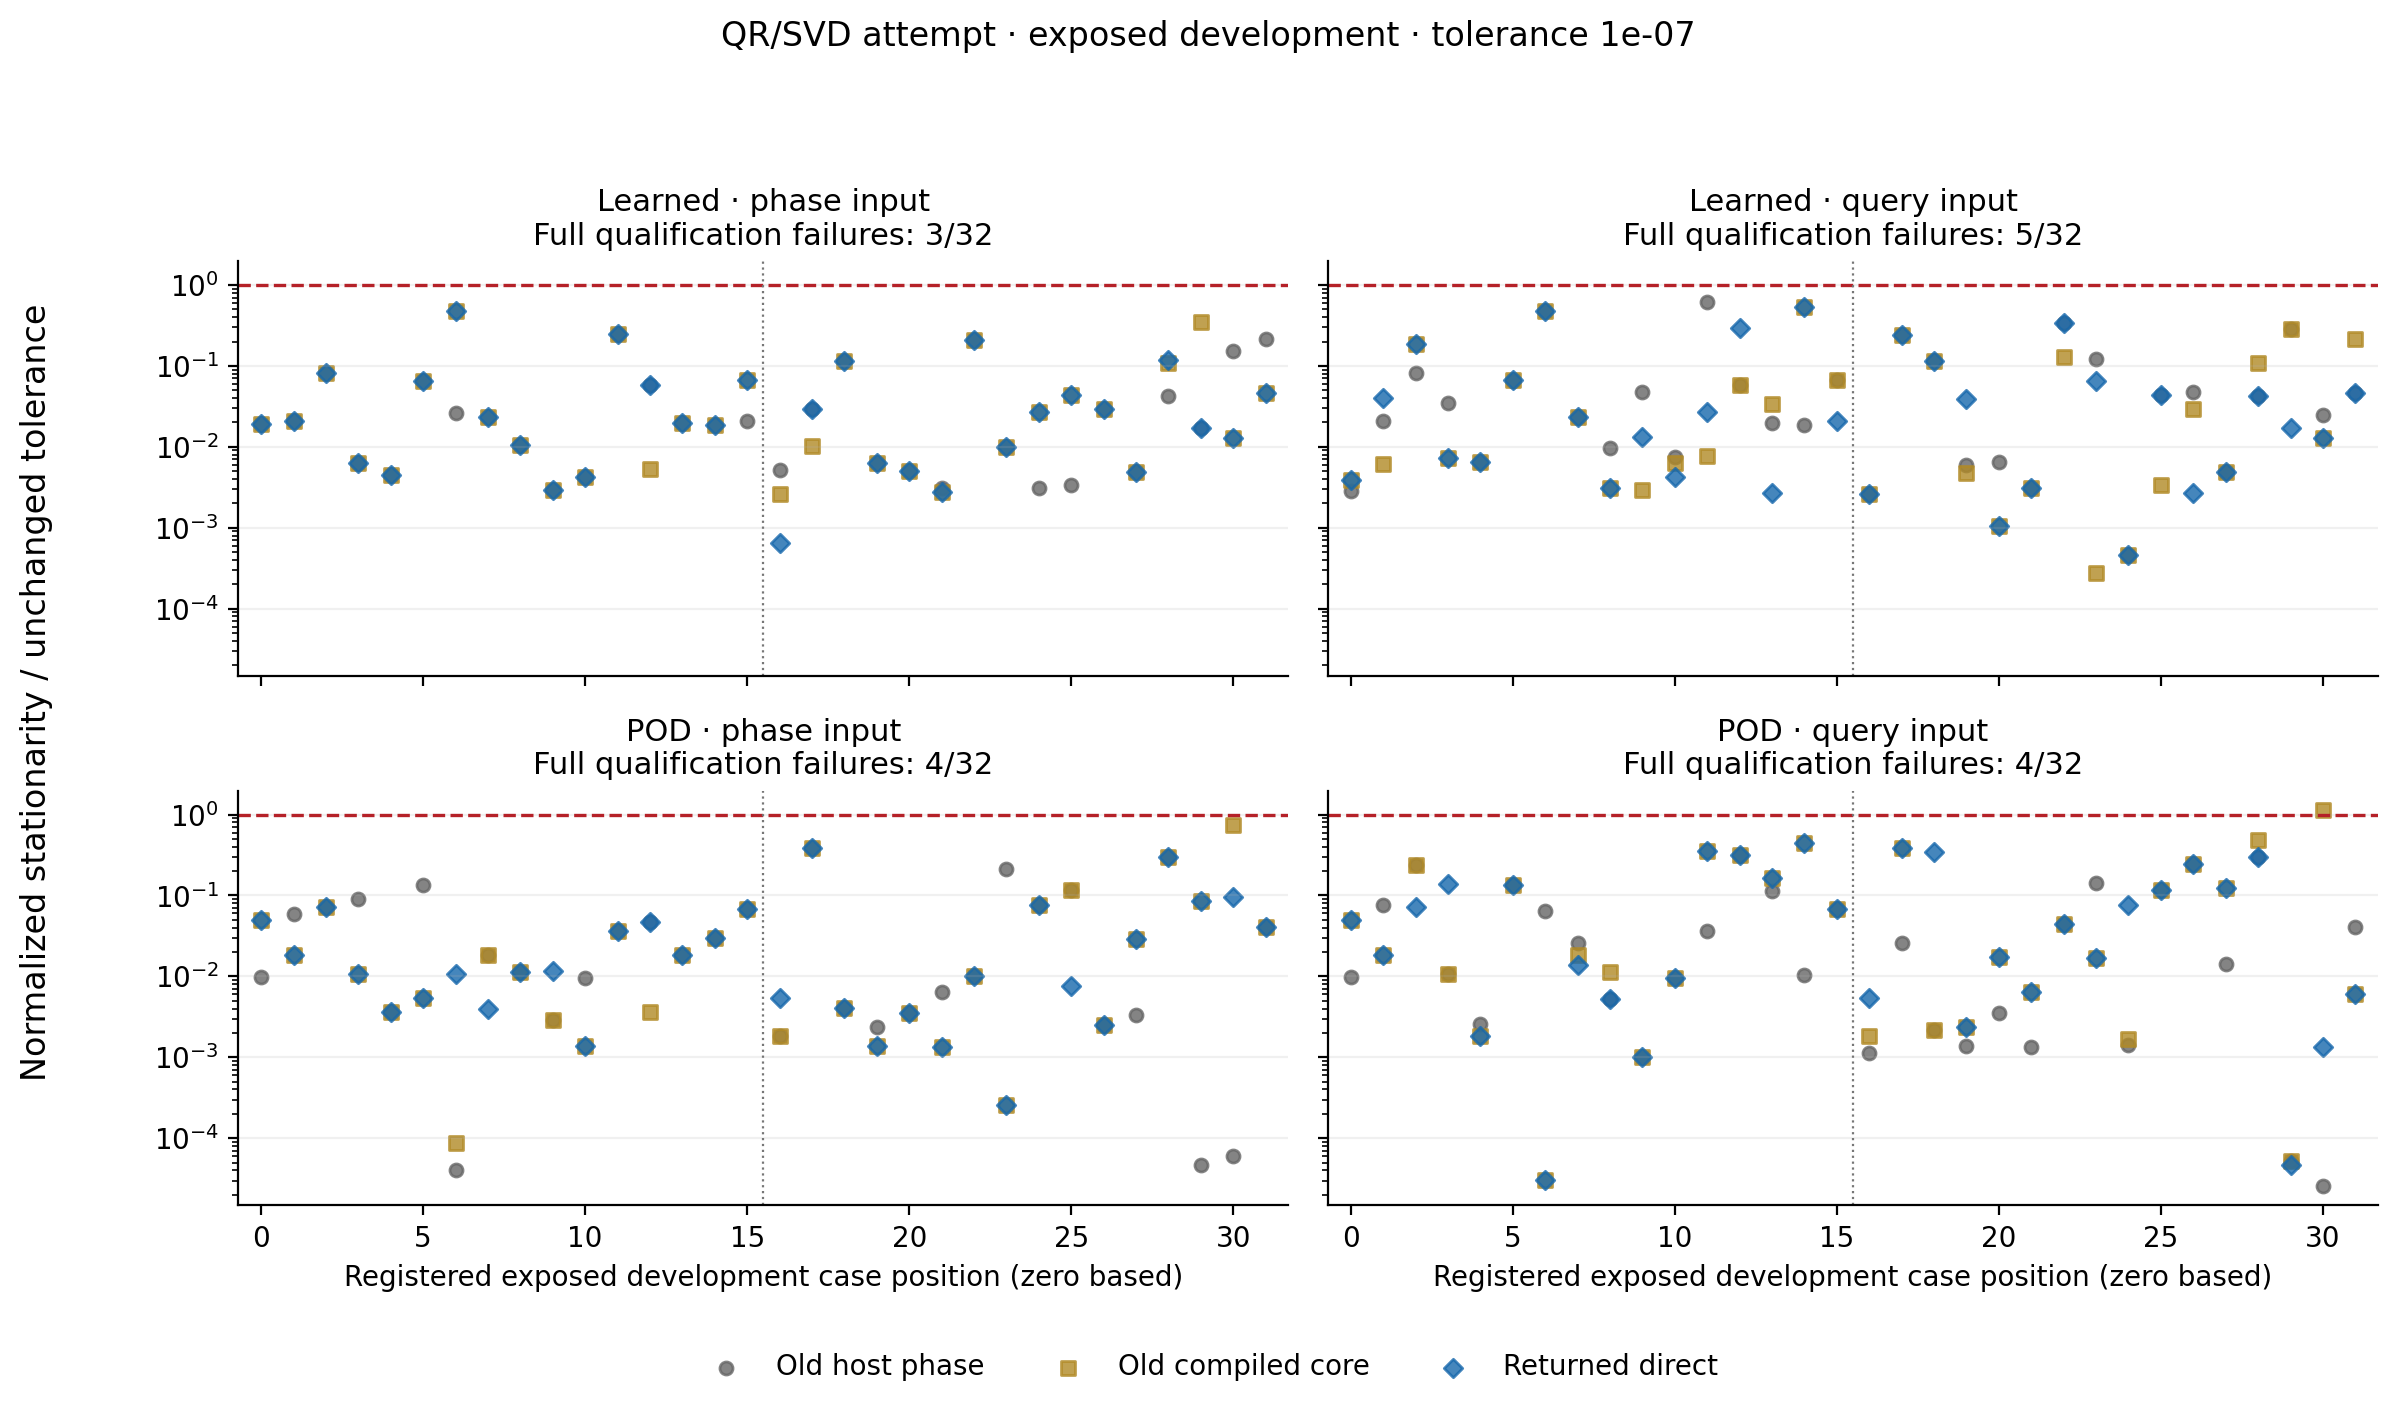 QR/SVD attempt · exposed development · tolerance 1e-07
Normalized stationarity / unchanged tolerance
Learned · phase input
Full qualification failures: 3/32
10⁰
10⁻¹
10⁻²
10⁻³
10⁻⁴
Learned · query input
Full qualification failures: 5/32
POD · phase input
Full qualification failures: 4/32
10⁰
10⁻¹
10⁻²
10⁻³
10⁻⁴
0 5 10 15 20 25 30
Registered exposed development case position (zero based)
POD · query input
Full qualification failures: 4/32
0 5 10 15 20 25 30
Registered exposed development case position (zero based)
Old host phase
Old compiled core
Returned direct